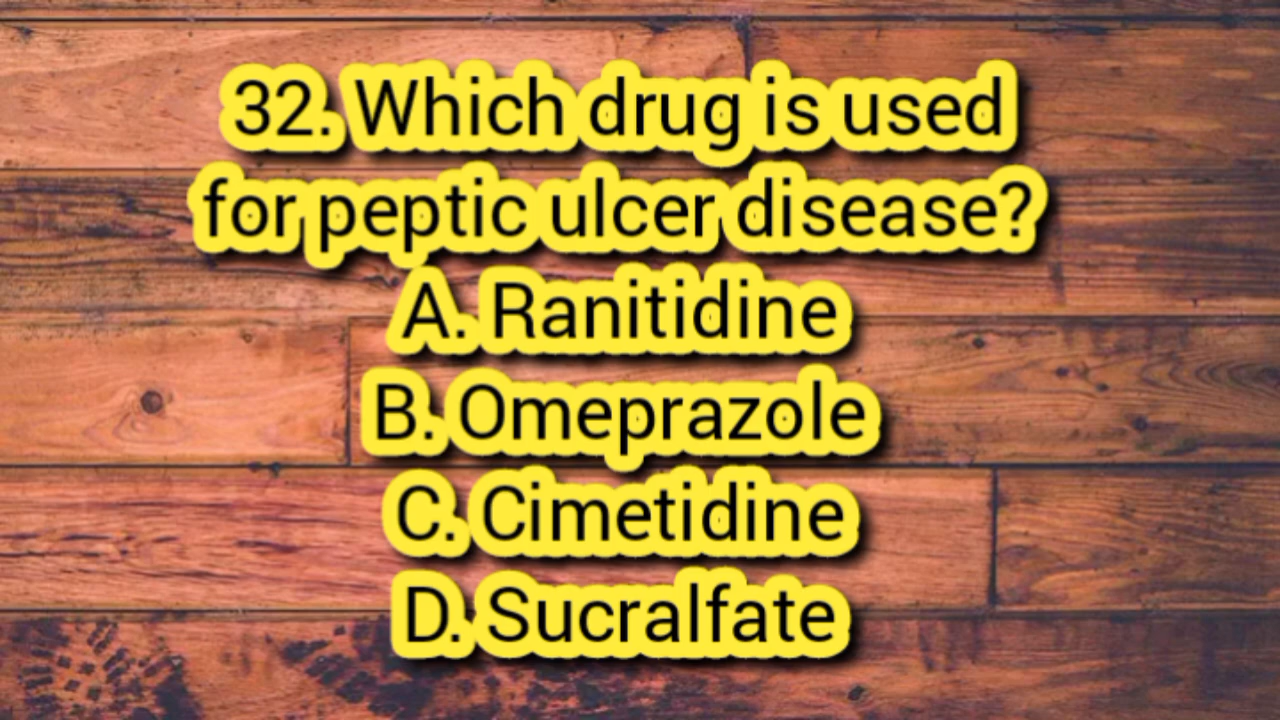 32. Which drug is used
for peptic ulcer disease?
A. Ranitidine
B. Omeprazole
C. Cimetidine
D. Sucralfate